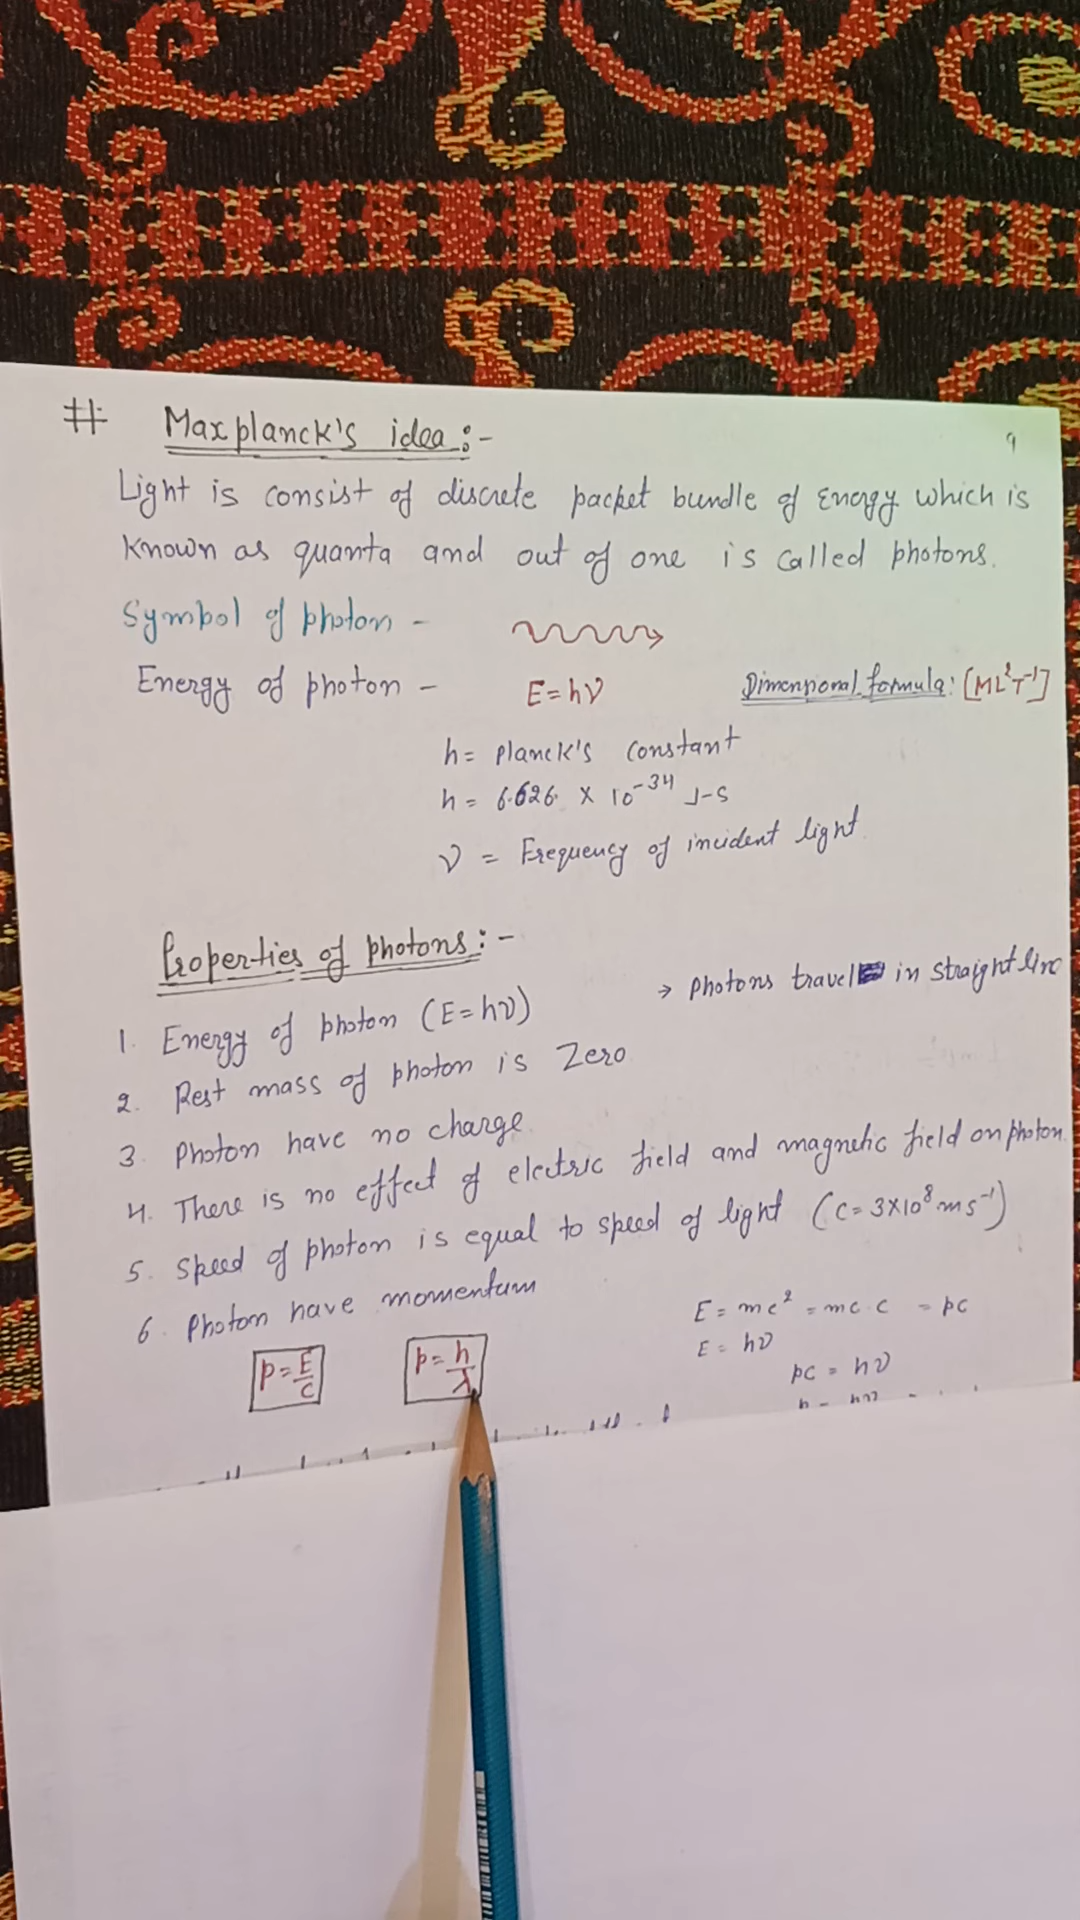 # Max planck's idea:-
9
Light is consist of discrete packet bundle of Energy which is
known as quanta and out of one is called photons.
Symbol of photon -
Energy of photon - E=hν Dimensional formula: [ML²T⁻¹]
h= planck's constant
h = 6.626 × 10⁻³⁴ J-S
ν = Frequency of incident light
Properties of photons:-
→ photons travel in straight line
1. Energy of photon (E=hν)
2. Rest mass of photon is Zero
3. Photon have no charge
4. There is no effect of electric field and magnetic field on photon
5. Speed of photon is equal to speed of light (c=3×10⁸ms⁻¹)
6. Photon have momentum
p=E/c p=h/λ
E = mc² = mc.c = pc
E = hν
pc = hν